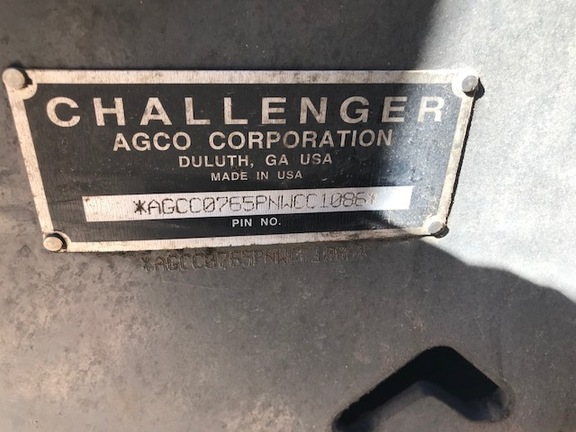 CHALLENGER
AGCO CORPORATION
DULUTH, GA USA
MADE IN USA
*AGCC0765PNWCC1086*
PIN NO.